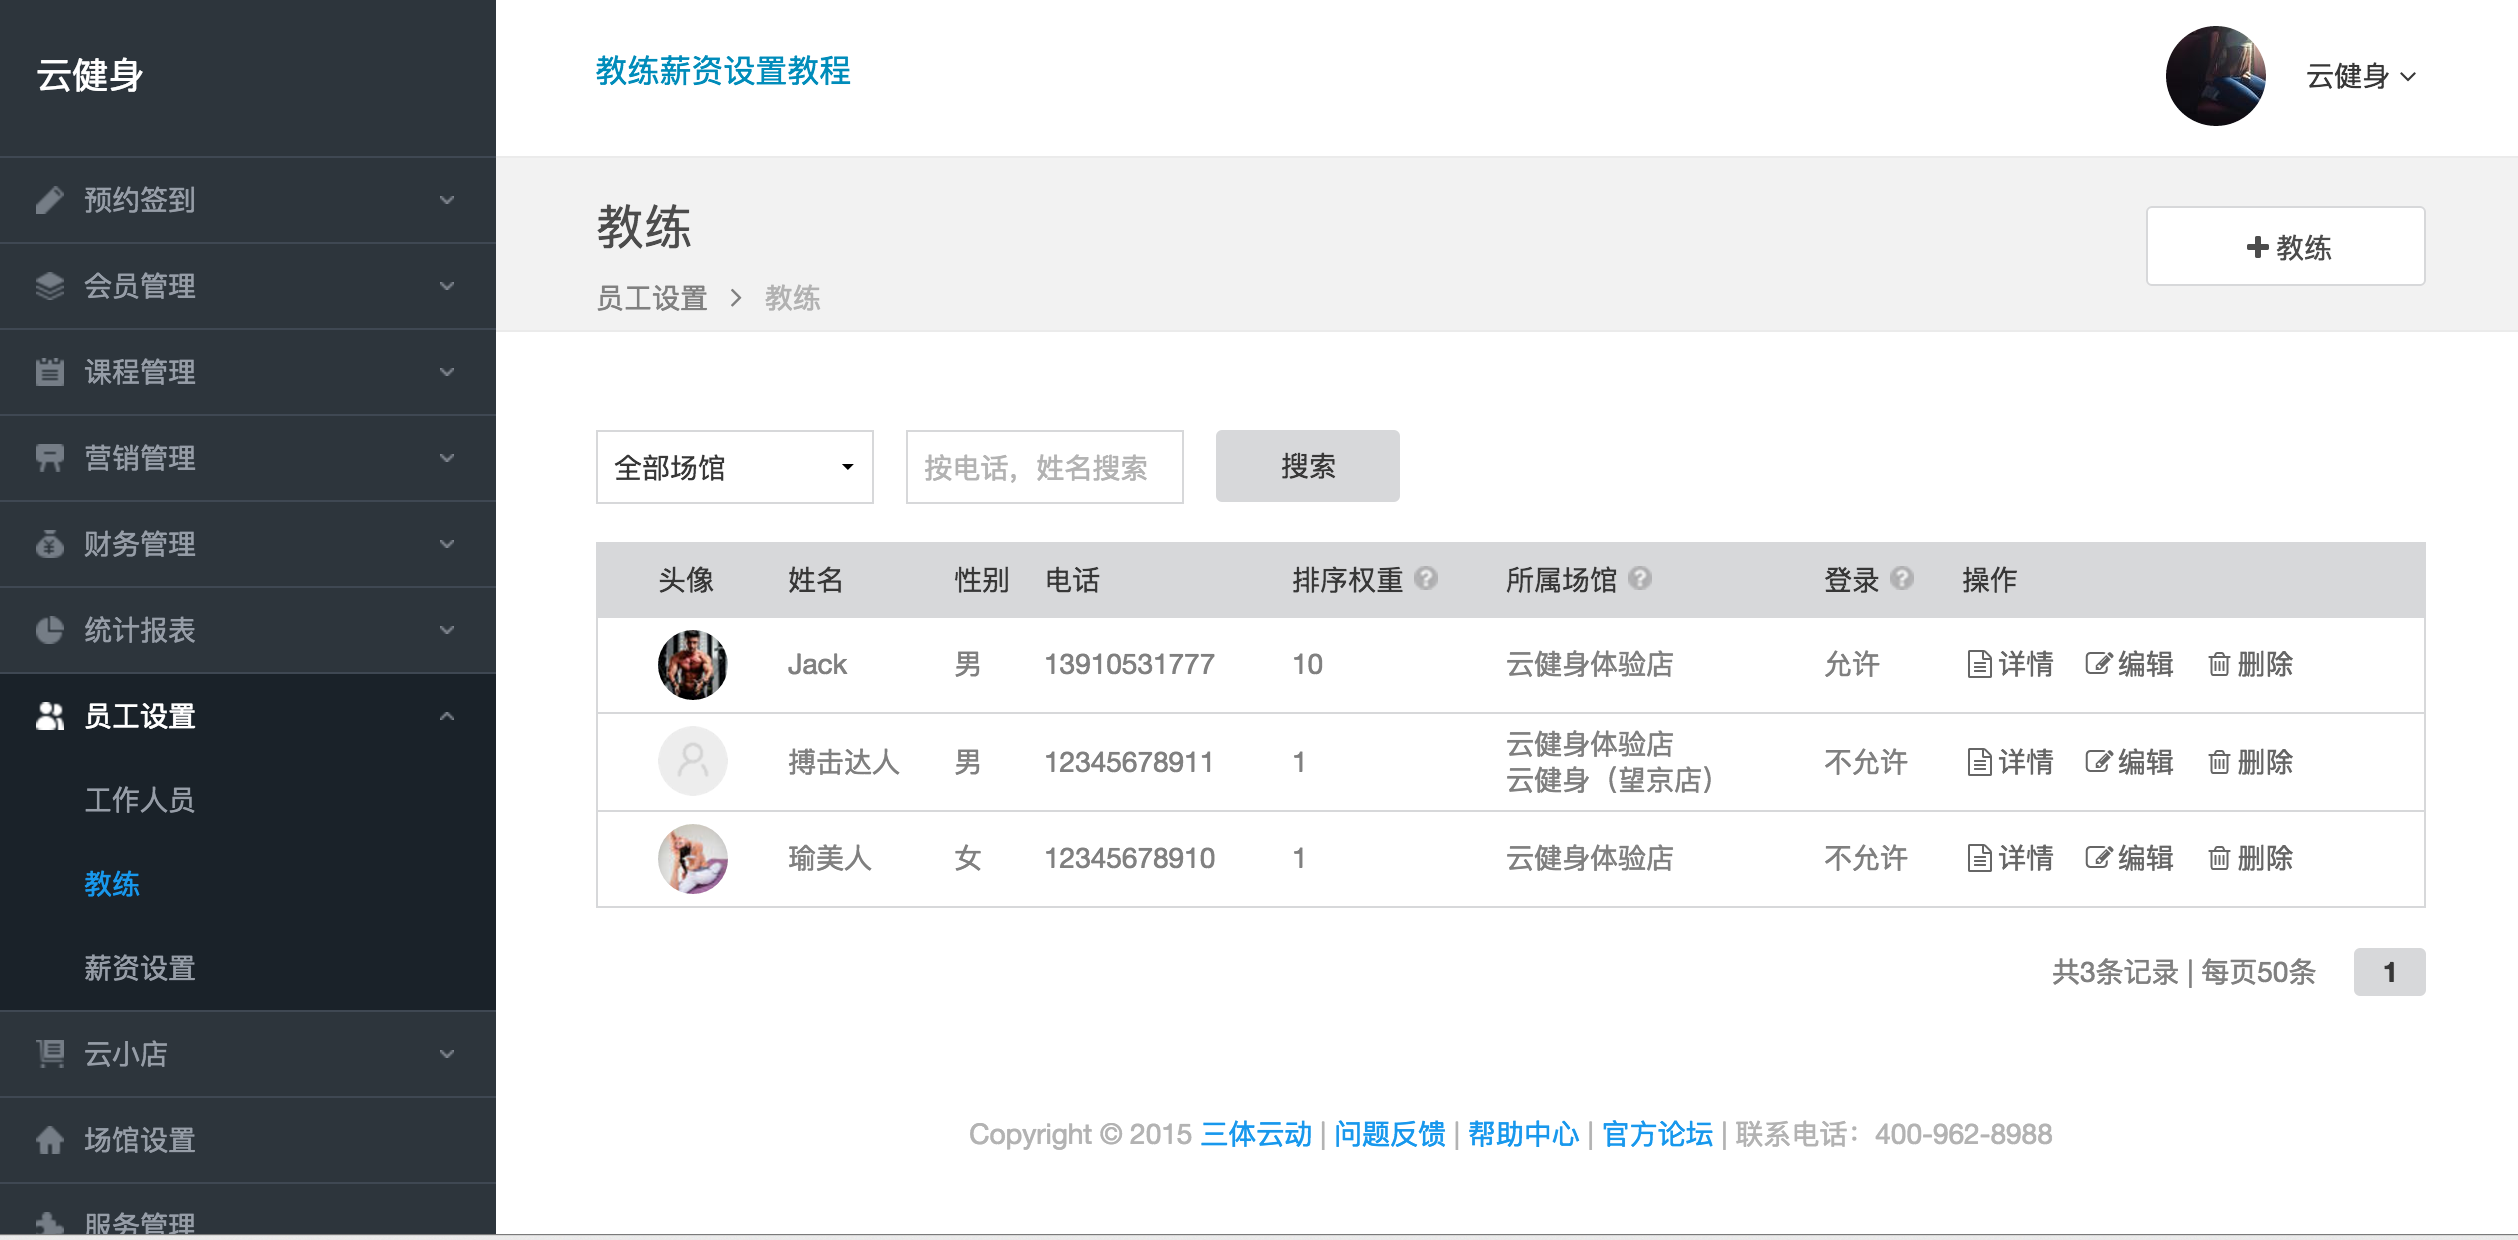 云健身
教练薪资设置教程
云健身
预约签到
会员管理
课程管理
营销管理
财务管理
统计报表
员工设置
工作人员
教练
薪资设置
云小店
场馆设置
服务管理
教练
员工设置 > 教练
教练
全部场馆 按电话，姓名搜索 搜索
头像 姓名 性别 电话 排序权重 ? 所属场馆 ? 登录 ? 操作
Jack 男 13910531777 10 云健身体验店 允许 详情 编辑 删除
搏击达人 男 12345678911 1 云健身体验店 不允许 详情 编辑 删除
云健身（望京店）
瑜美人 女 12345678910 1 云健身体验店 不允许 详情 编辑 删除
共3条记录 | 每页50条 1
Copyright © 2015 三体云动 | 问题反馈 | 帮助中心 | 官方论坛 | 联系电话：400-962-8988